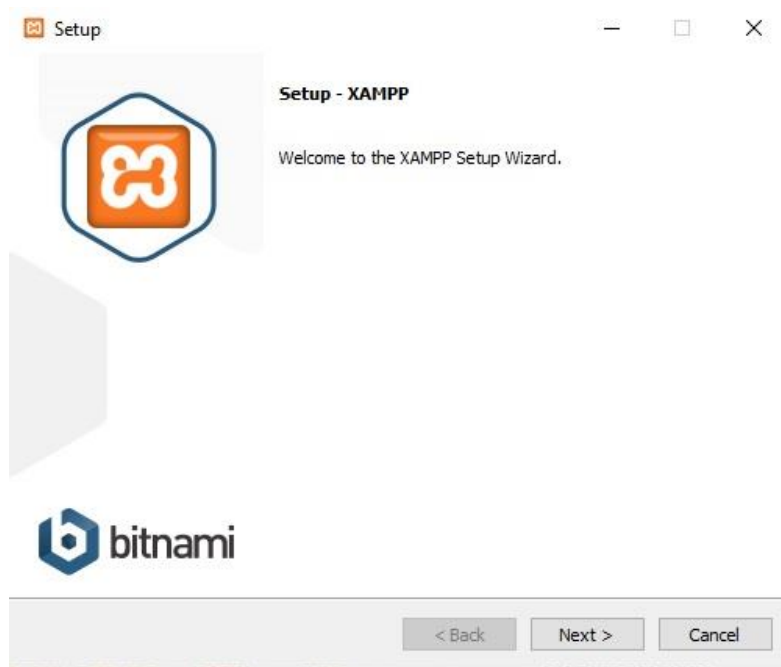 Setup
Setup - XAMPP
Welcome to the XAMPP Setup Wizard.
bitnami
< Back
Next >
Cancel